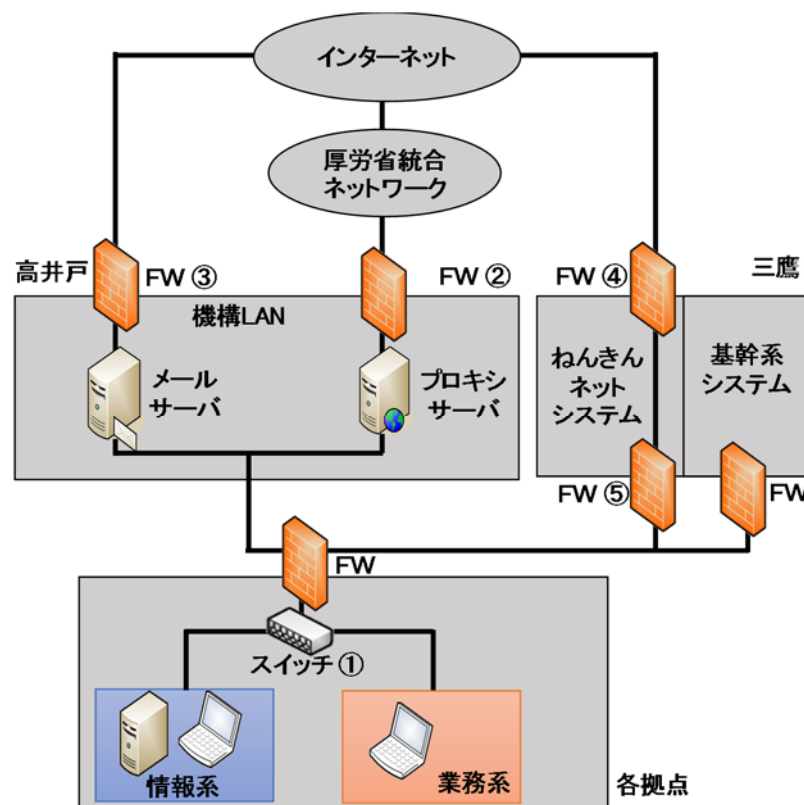 インターネット
厚労省統合
ネットワーク
高井戸
FW ③
FW ②
FW ④
三鷹
機構LAN
メール
サーバ
プロキシ
サーバ
ねんきん
ネット
システム
基幹系
システム
FW ⑤
FW
FW
スイッチ ①
情報系
業務系
各拠点